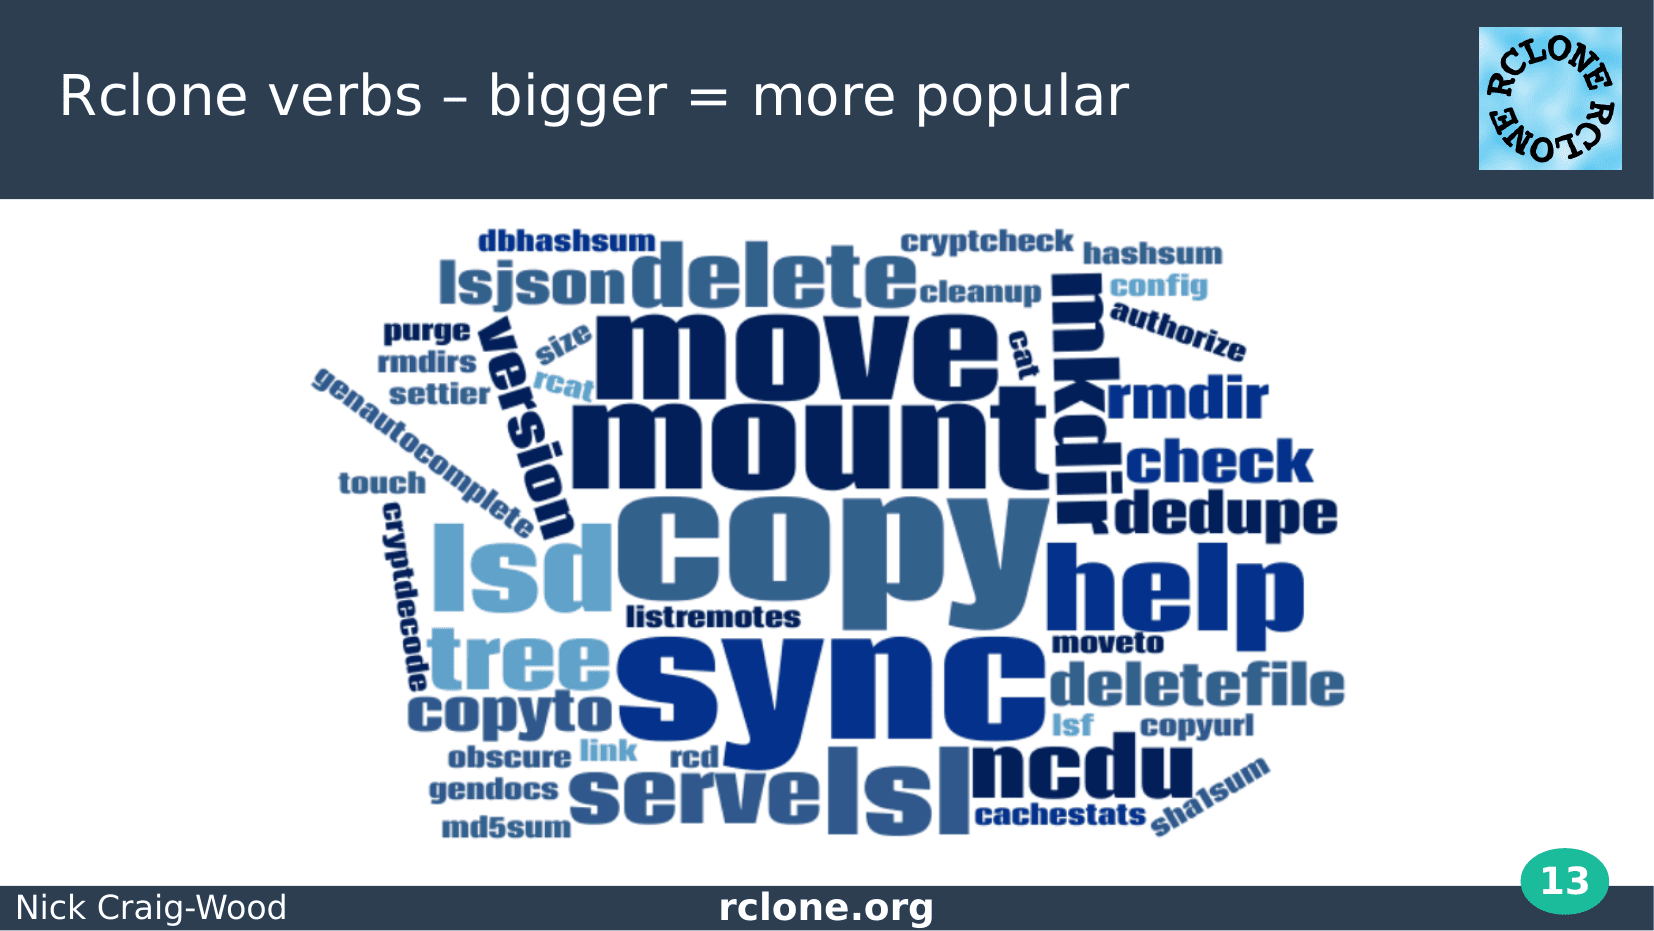 Rclone verbs – bigger = more popular
RCLONE RCLONE
dbhashsum
cryptcheck
hashsum
lsjson
delete
cleanup
config
authorize
purge
version
size
move
cat
mkdir
rmdirs
rcat
settier
rmdir
genautocomplete
mount
check
touch
dedupe
cryptdecode
lsd
copy
help
listremotes
moveto
tree
sync
deletefile
copyto
lsf
copyurl
obscure
link
rcd
ncdu
gendocs
serve
lsl
cachestats
sha1sum
md5sum
13
Nick Craig-Wood
rclone.org